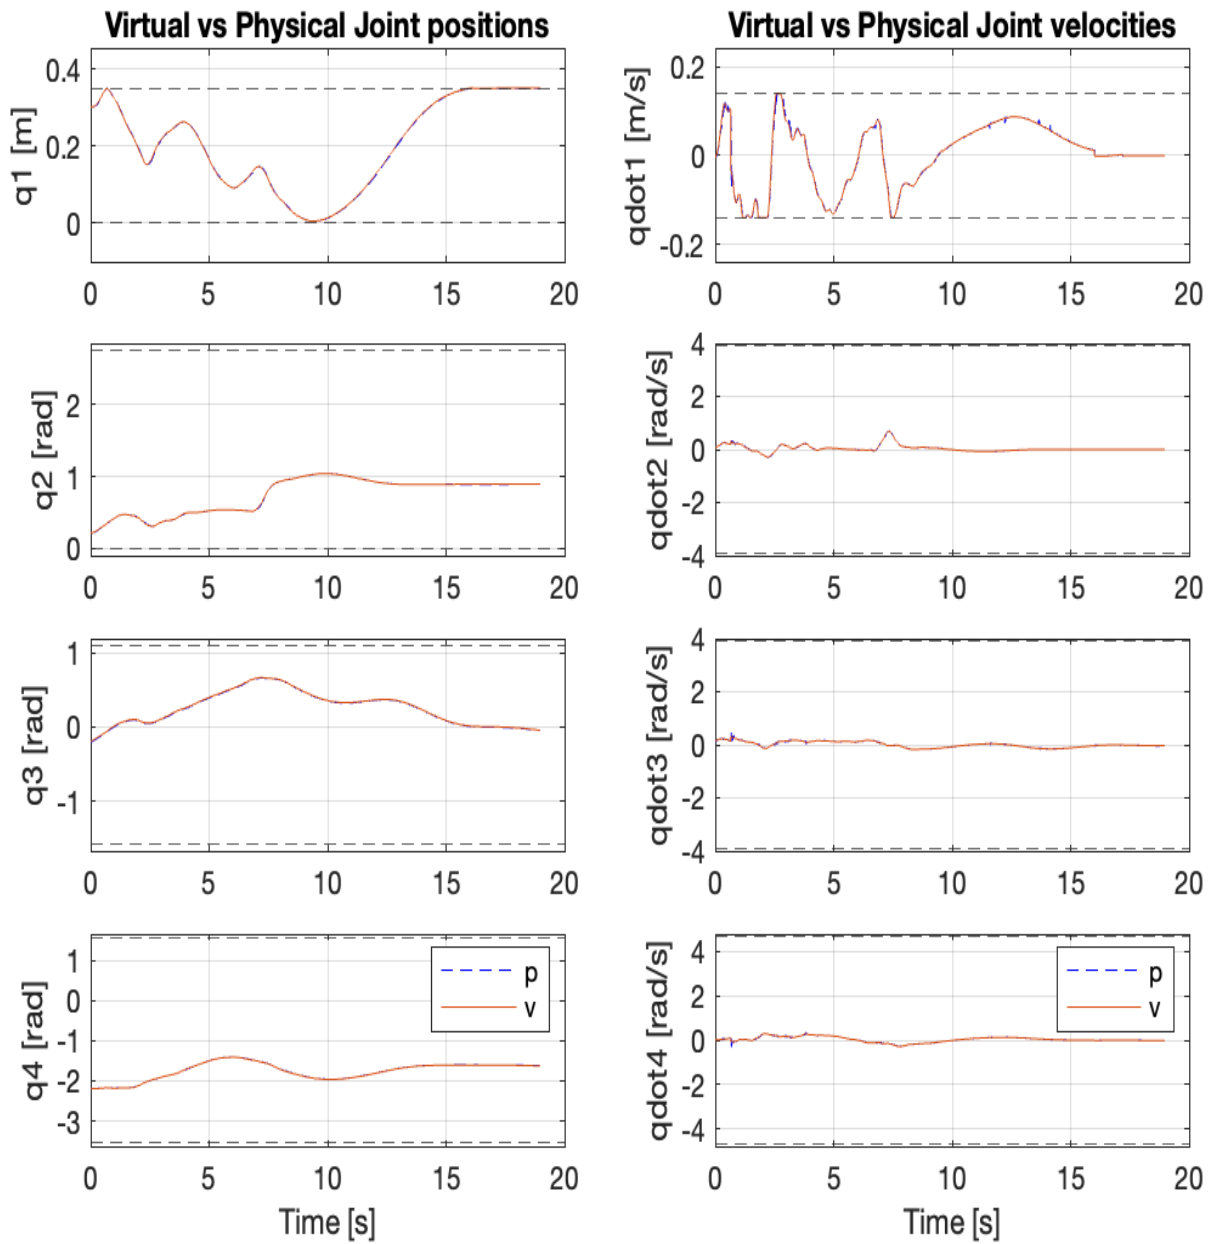 Virtual vs Physical Joint positions
q1 [m]
0.4
0.2
0
0 5 10 15 20
Virtual vs Physical Joint velocities
qdot1 [m/s]
0.2
0
-0.2
0 5 10 15 20
q2 [rad]
2
1
0
0 5 10 15 20
qdot2 [rad/s]
4
2
0
-2
-4
0 5 10 15 20
q3 [rad]
1
0
-1
0 5 10 15 20
qdot3 [rad/s]
4
2
0
-2
-4
0 5 10 15 20
q4 [rad]
1
0
-1
-2
-3
p
v
0 5 10 15 20
Time [s]
qdot4 [rad/s]
4
2
0
-2
-4
p
v
0 5 10 15 20
Time [s]